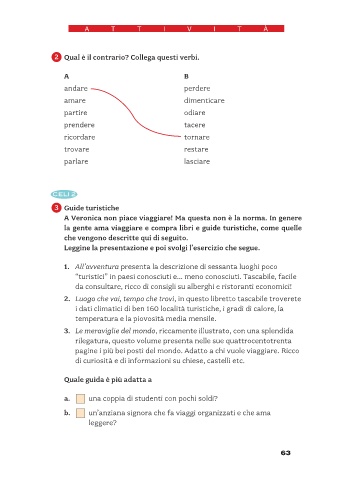 A T T I V I T À
2 Qual è il contrario? Collega questi verbi.
A B
andare perdere
amare dimenticare
partire odiare
prendere tacere
ricordare tornare
trovare restare
parlare lasciare
CELI 2
3 Guide turistiche
A Veronica non piace viaggiare! Ma questa non è la norma. In genere
la gente ama viaggiare e compra libri e guide turistiche, come quelle
che vengono descritte qui di seguito.
Leggine la presentazione e poi svolgi l'esercizio che segue.
1. All'avventura presenta la descrizione di sessanta luoghi poco
"turistici" in paesi conosciuti e... meno conosciuti. Tascabile, facile
da consultare, ricco di consigli su alberghi e ristoranti economici!
2. Luogo che vai, tempo che trovi, in questo libretto tascabile troverete
i dati climatici di ben 160 località turistiche, i gradi di calore, la
temperatura e la piovosità media mensile.
3. Le meraviglie del mondo, riccamente illustrato, con una splendida
rilegatura, questo volume presenta nelle sue quattrocentotrenta
pagine i più bei posti del mondo. Adatto a chi vuole viaggiare. Ricco
di curiosità e di informazioni su chiese, castelli etc.
Quale guida è più adatta a
a. una coppia di studenti con pochi soldi?
b. un'anziana signora che fa viaggi organizzati e che ama
leggere?
63